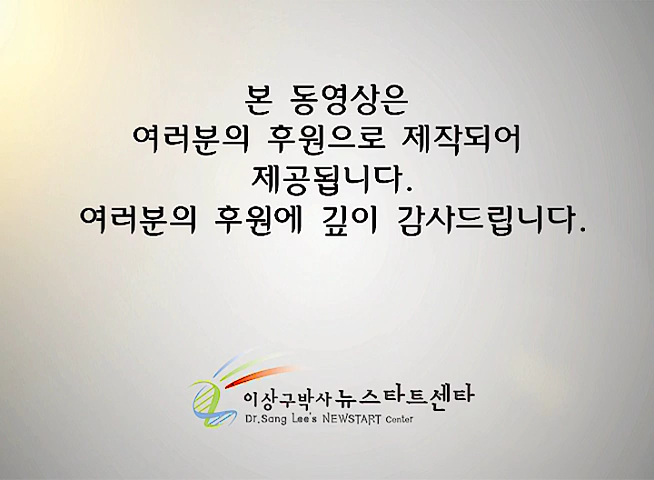 본 동영상은
여러분의 후원으로 제작되어
제공됩니다.
여러분의 후원에 깊이 감사드립니다.
이상구박사 뉴스타트센타
Dr.Sang Lee's NEWSTART Center